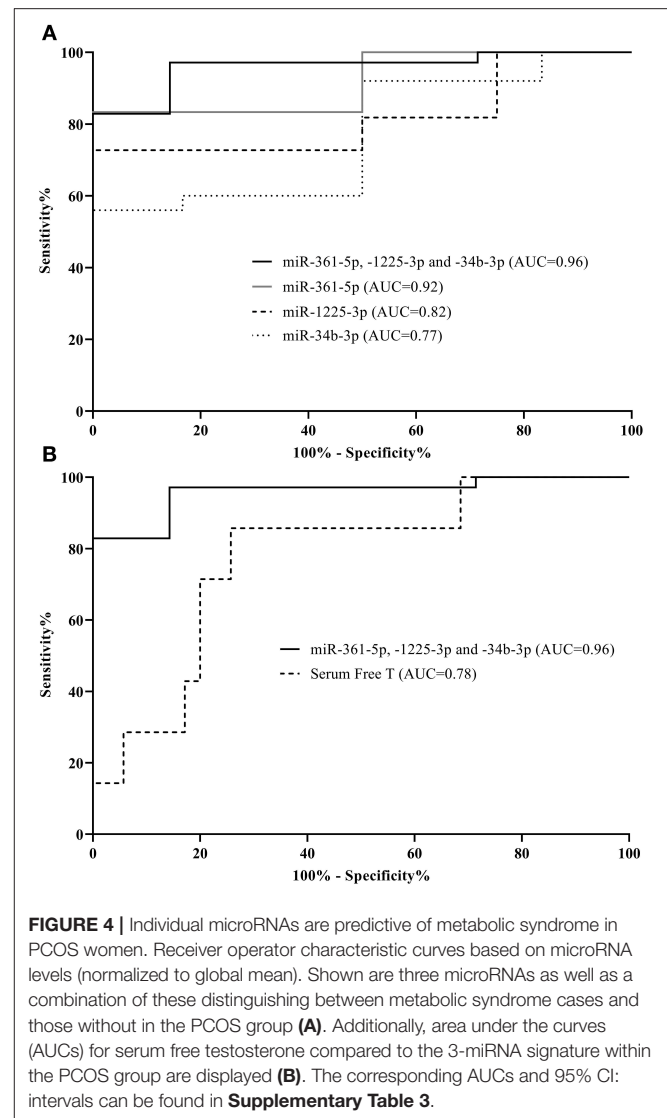 A
100
80
60
40
20
0
Sensitivity%
miR-361-5p, -1225-3p and -34b-3p (AUC=0.96)
miR-361-5p (AUC=0.92)
miR-1225-3p (AUC=0.82)
miR-34b-3p (AUC=0.77)
0 20 40 60 80 100
100% - Specificity%
B
100
80
60
40
20
0
Sensitivity%
miR-361-5p, -1225-3p and -34b-3p (AUC=0.96)
Serum Free T (AUC=0.78)
0 20 40 60 80 100
100% - Specificity%
FIGURE 4 | Individual microRNAs are predictive of metabolic syndrome in
PCOS women. Receiver operator characteristic curves based on microRNA
levels (normalized to global mean). Shown are three microRNAs as well as a
combination of these distinguishing between metabolic syndrome cases and
those without in the PCOS group (A). Additionally, area under the curves
(AUCs) for serum free testosterone compared to the 3-miRNA signature within
the PCOS group are displayed (B). The corresponding AUCs and 95% CI:
intervals can be found in Supplementary Table 3.